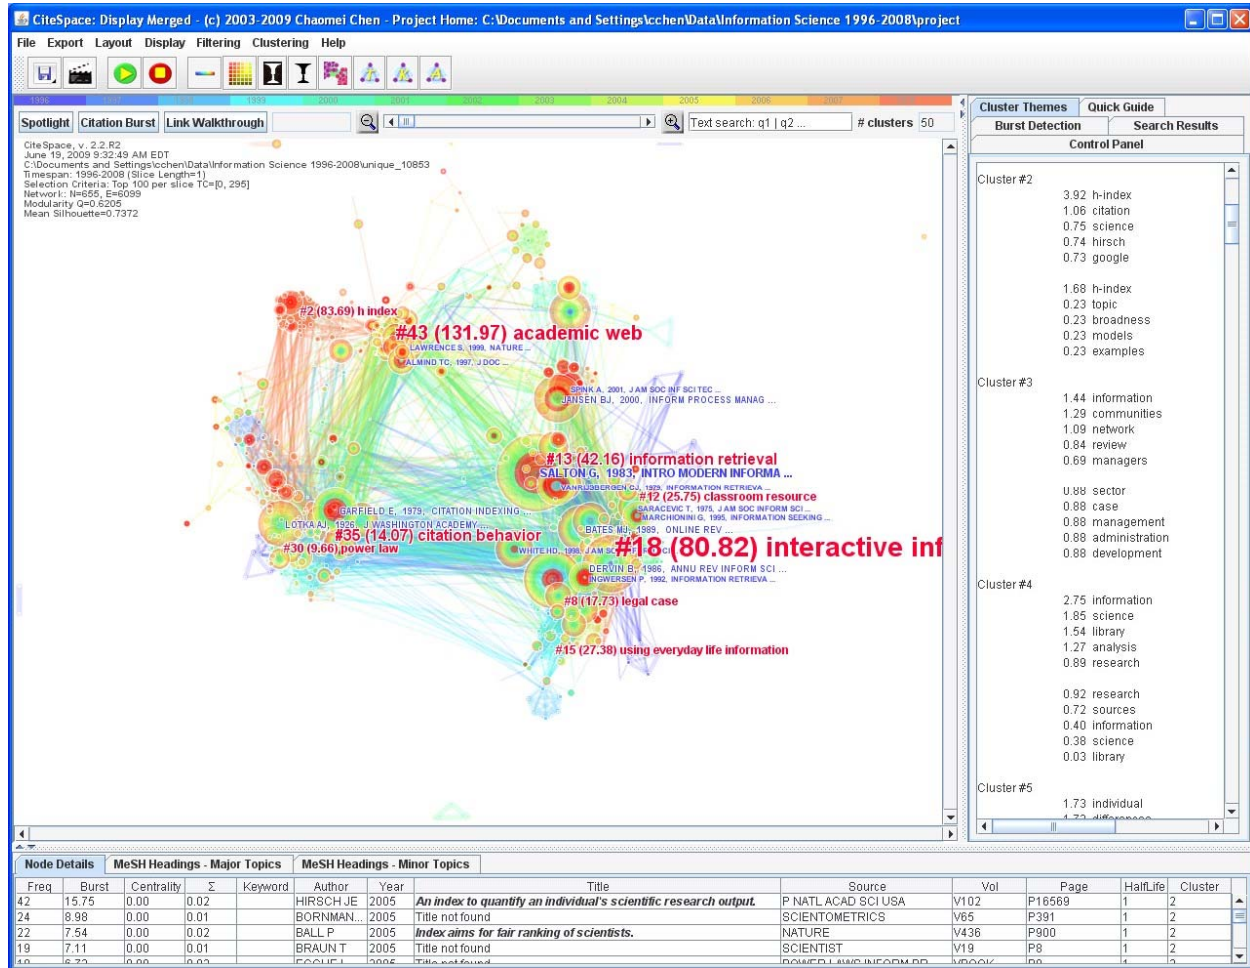 CiteSpace: Display Merged - (c) 2003-2009 Chaomei Chen - Project Home: C:\Documents and Settings\cchen\Data\Information Science 1996-2008\project
File Export Layout Display Filtering Clustering Help
1996 1999 2000 2001 2002 2003 2004 2005 2006 2007
Spotlight Citation Burst Link Walkthrough Text search: q1 | q2 ... # clusters 50
CiteSpace, v. 2.2.R2
June 19, 2009 9:32:49 AM EDT
C:\Documents and Settings\cchen\Data\Information Science 1996-2008\unique_10853
Timespan: 1996-2008 (Slice Length=1)
Selection Criteria: Top 100 per slice TC=[0, 295]
Network: N=655, E=6099
Modularity Q=0.6205
Mean Silhouette=0.7372
#2 (83.69) h index
#43 (131.97) academic web
LAWRENCE S, 1999, NATURE ...
ALMIND TC, 1997, J DOC ...
SPINK A, 2001, J AM SOC INF SCI TEC ...
JANSEN BJ, 2000, INFORM PROCESS MANAG ...
#13 (42.16) information retrieval
SALTON G, 1983, INTRO MODERN INFORMA ...
VANRIJSBERGEN CJ, 1979, INFORMATION RETRIEVA ...
#12 (25.75) classroom resource
SARACEVIC T, 1975, J AM SOC INFORM SCI ...
MARCHIONINI G, 1995, INFORMATION SEEKING ...
GARFIELD E, 1979, CITATION INDEXING ...
LOTKA AJ, 1926, J WASHINGTON ACADEMY ...
BATES MJ, 1989, ONLINE REV ...
#35 (14.07) citation behavior
#30 (9.66) power law
WHITE HD, 1998, J AM SOC INFORM SCI
#18 (80.82) interactive inf
DERVIN B, 1986, ANNU REV INFORM SCI ...
INGWERSEN P, 1992, INFORMATION RETRIEVA ...
#8 (17.73) legal case
#15 (27.38) using everyday life information
Cluster Themes Quick Guide
Burst Detection Search Results
Control Panel
Cluster #2
3.92 h-index
1.06 citation
0.75 science
0.74 hirsch
0.73 google
1.68 h-index
0.23 topic
0.23 broadness
0.23 models
0.23 examples
Cluster #3
1.44 information
1.29 communities
1.09 network
0.84 review
0.69 managers
0.88 sector
0.88 case
0.88 management
0.88 administration
0.88 development
Cluster #4
2.75 information
1.85 science
1.54 library
1.27 analysis
0.89 research
0.92 research
0.72 sources
0.40 information
0.38 science
0.03 library
Cluster #5
1.73 individual
1.73 differences
Node Details MeSH Headings - Major Topics MeSH Headings - Minor Topics
Freq Burst Centrality Σ Keyword Author Year Title Source Vol Page HalfLife Cluster
42 15.75 0.00 0.02 HIRSCH JE 2005 An index to quantify an individual's scientific research output. P NATL ACAD SCI USA V102 P16569 1 2
24 8.98 0.00 0.01 BORNMAN... 2005 Title not found SCIENTOMETRICS V65 P391 1 2
22 7.54 0.00 0.02 BALL P 2005 Index aims for fair ranking of scientists. NATURE V436 P900 1 2
19 7.11 0.00 0.01 BRAUN T 2005 Title not found SCIENTIST V19 P8 1 2